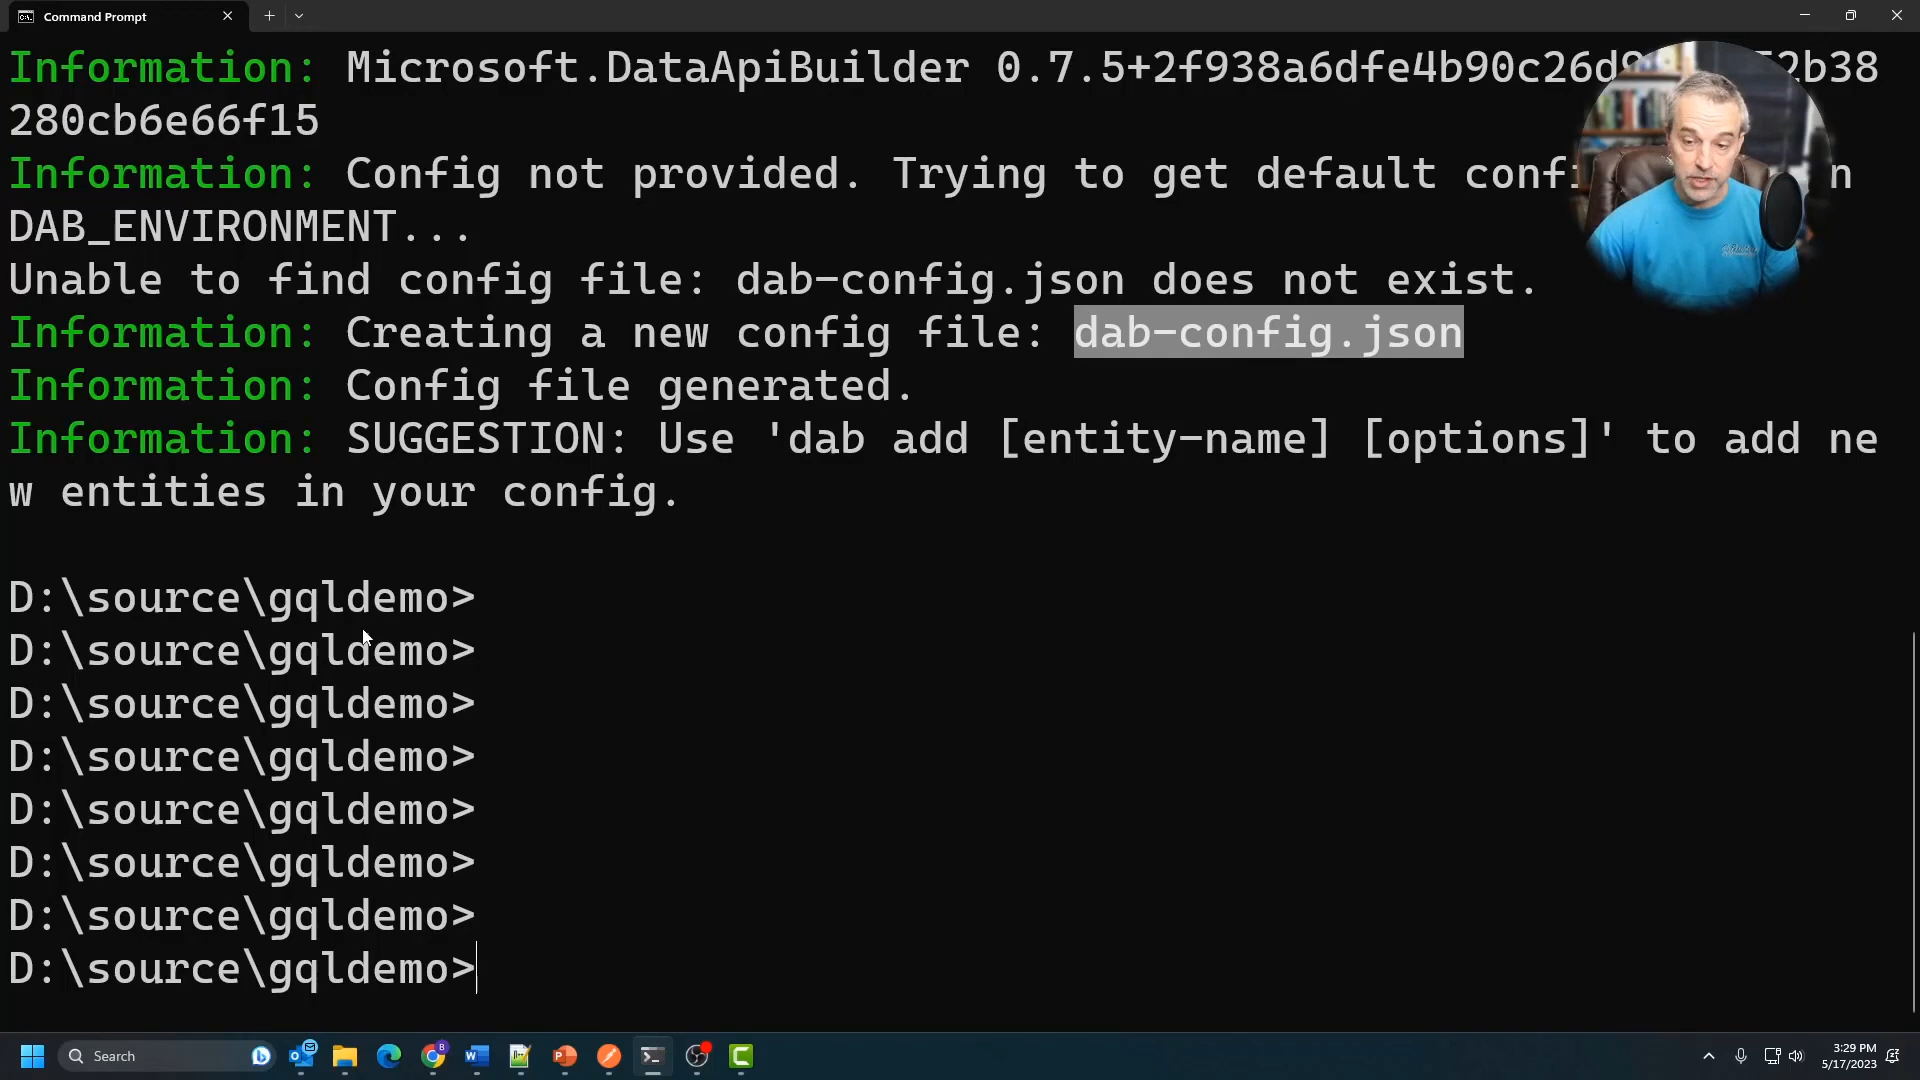 Command Prompt
Information: Microsoft.DataApiBuilder 0.7.5+2f938a6dfe4b90c26d 2b38
280cb6e66f15
Information: Config not provided. Trying to get default conf n
DAB_ENVIRONMENT...
Unable to find config file: dab-config.json does not exist.
Information: Creating a new config file: dab-config.json
Information: Config file generated.
Information: SUGGESTION: Use 'dab add [entity-name] [options]' to add ne
w entities in your config.
D:\source\gqldemo>
D:\source\gqldemo>
D:\source\gqldemo>
D:\source\gqldemo>
D:\source\gqldemo>
D:\source\gqldemo>
D:\source\gqldemo>
D:\source\gqldemo>
Search
3:29 PM
5/17/2023